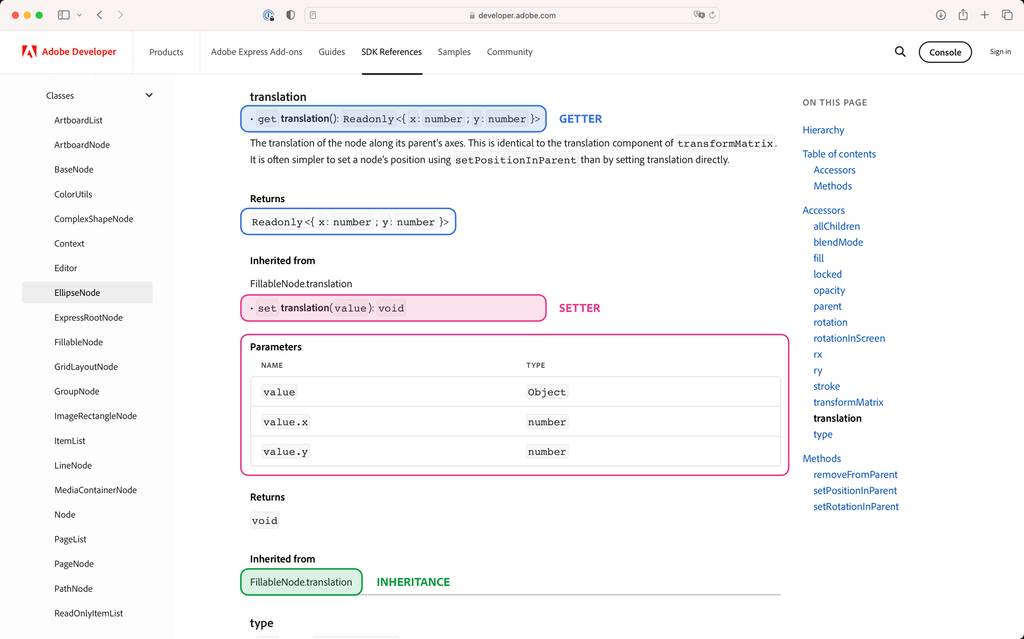 developer.adobe.com
Adobe Developer
Products
Adobe Express Add-ons
Guides
SDK References
Samples
Community
Console
Sign in
Classes
ArtboardList
ArtboardNode
BaseNode
ColorUtils
ComplexShapeNode
Context
Editor
EllipseNode
ExpressRootNode
FillableNode
GridLayoutNode
GroupNode
ImageRectangleNode
ItemList
LineNode
MediaContainerNode
Node
PageList
PageNode
PathNode
ReadOnlyItemList
translation
• get translation(): Readonly<{ x: number ; y: number }>
GETTER
The translation of the node along its parent's axes. This is identical to the translation component of transformMatrix.
It is often simpler to set a node's position using setPositionInParent than by setting translation directly.
Returns
Readonly<{ x: number ; y: number }>
Inherited from
FillableNode.translation
• set translation(value): void
SETTER
Parameters
NAME TYPE
value Object
value.x number
value.y number
Returns
void
Inherited from
FillableNode.translation
INHERITANCE
type
ON THIS PAGE
Hierarchy
Table of contents
Accessors
Methods
Accessors
allChildren
blendMode
fill
locked
opacity
parent
rotation
rotationInScreen
rx
ry
stroke
transformMatrix
translation
type
Methods
removeFromParent
setPositionInParent
setRotationInParent